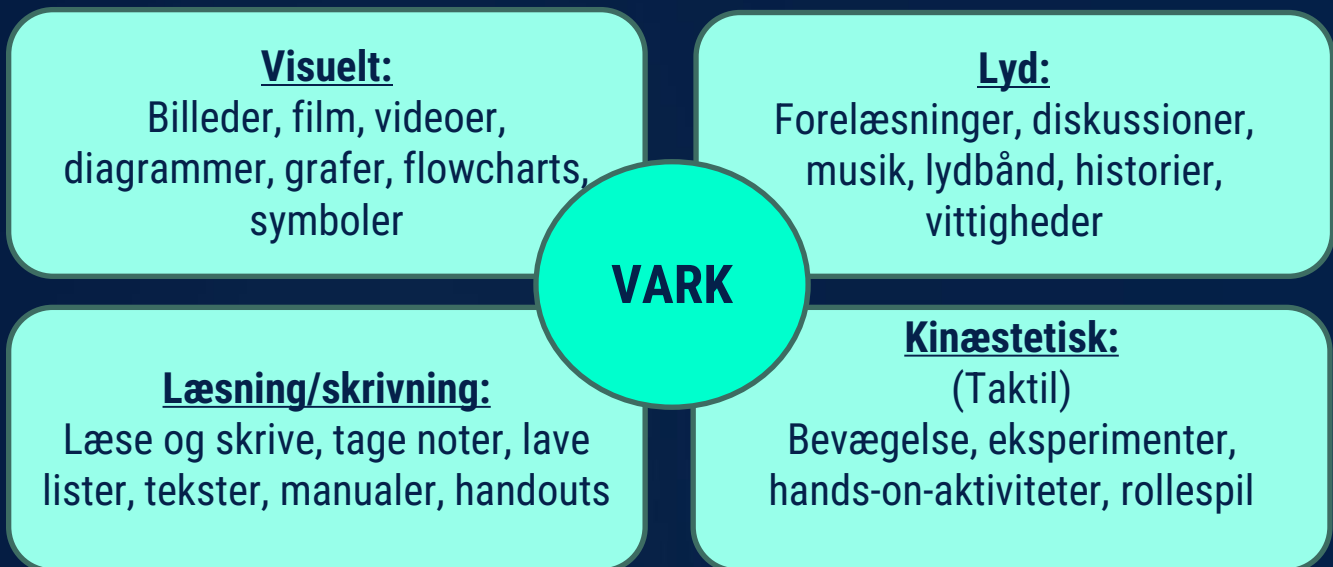 Visuelt:
Billeder, film, videoer,
diagrammer, grafer, flowcharts,
symboler
Lyd:
Forelæsninger, diskussioner,
musik, lydbånd, historier,
vittigheder
VARK
Læsning/skrivning:
Læse og skrive, tage noter, lave
lister, tekster, manualer, handouts
Kinæstetisk:
(Taktil)
Bevægelse, eksperimenter,
hands-on-aktiviteter, rollespil